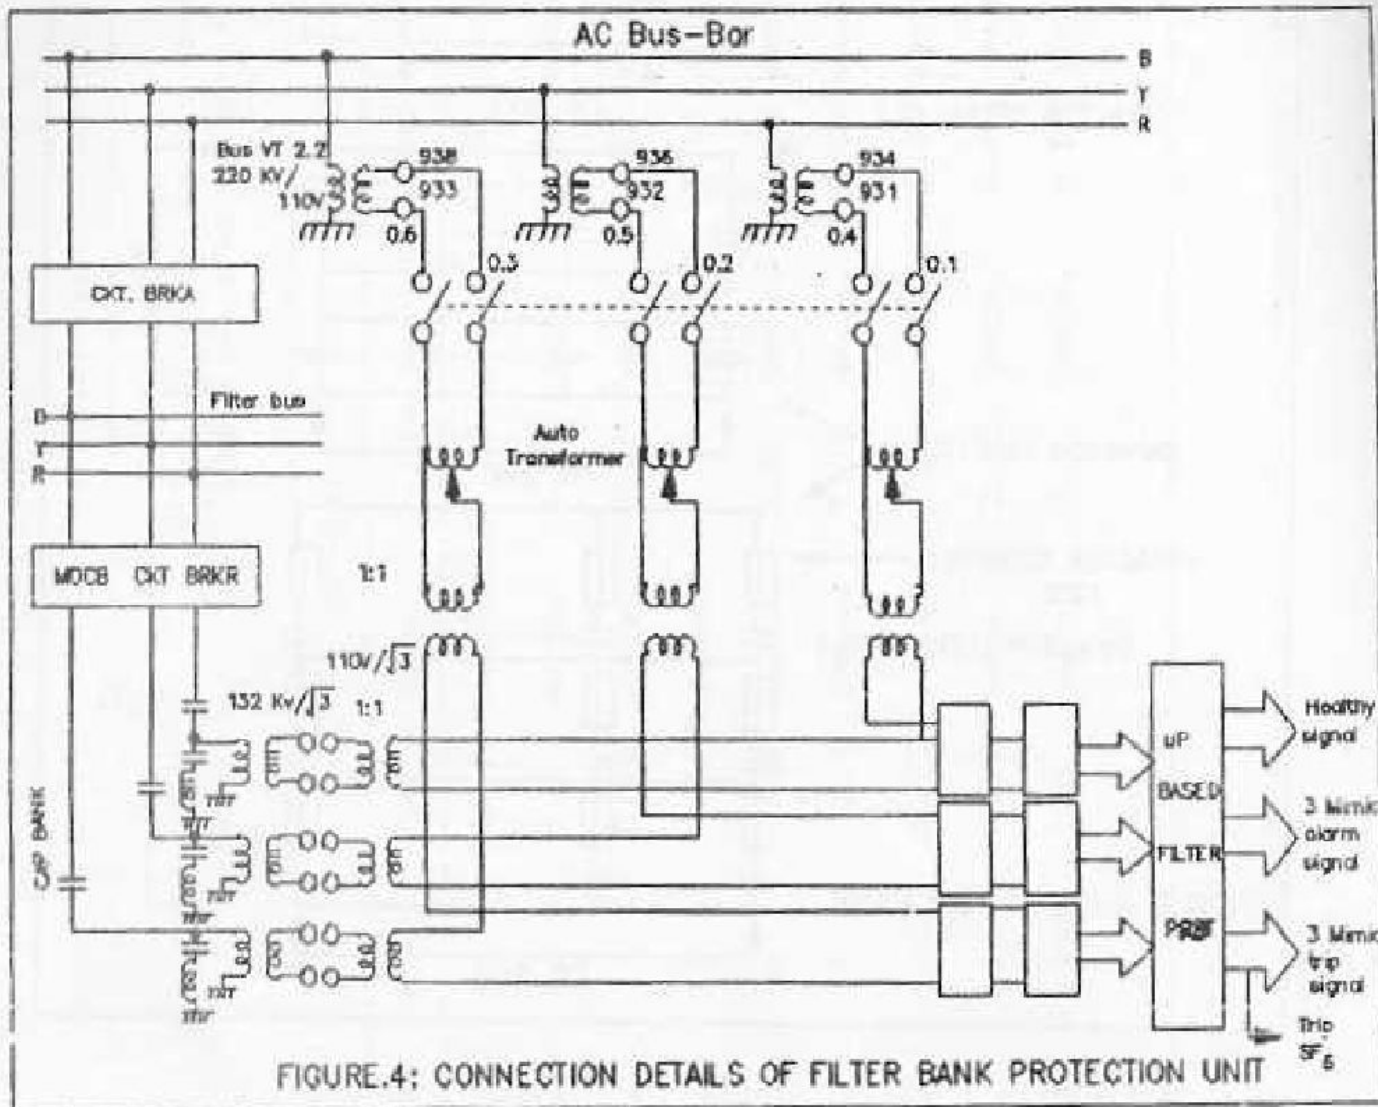 AC Bus-Bar
B
Y
R
Bus VT 2.2
220 KV/
110V
938
933
0.6
0.3
936
932
0.5
0.2
934
931
0.4
0.1
CKT. BRKA
Filter bus
Auto
Transformer
MOCB CKT BRKR
1:1
110V/√3
132 Kv/√3
1:1
CAP BANK
uP
BASED
FILTER
Healthy
signal
3 Mimic
alarm
signal
3 Mimic
trip
signal
Trip
SF6
FIGURE.4: CONNECTION DETAILS OF FILTER BANK PROTECTION UNIT